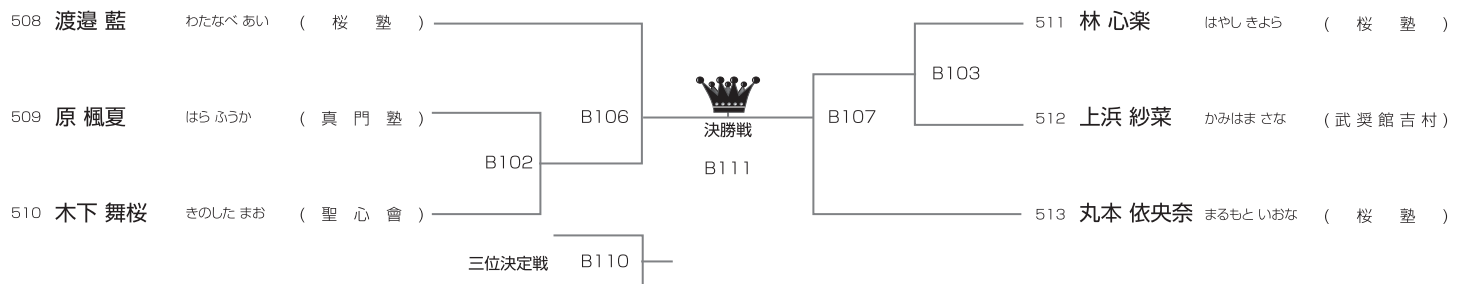 508 渡邉 藍 わたなべ あい ( 桜 塾 )
509 原 楓夏 はら ふうか ( 真 門 塾 )
510 木下 舞桜 きのした まお ( 聖 心 會 )
B102
B106
決勝戦
B111
三位決定戦 B110
B107
B103
511 林 心楽 はやし きよら ( 桜 塾 )
512 上浜 紗菜 かみはま さな ( 武 奨 館 吉 村 )
513 丸本 依央奈 まるもと いおな ( 桜 塾 )